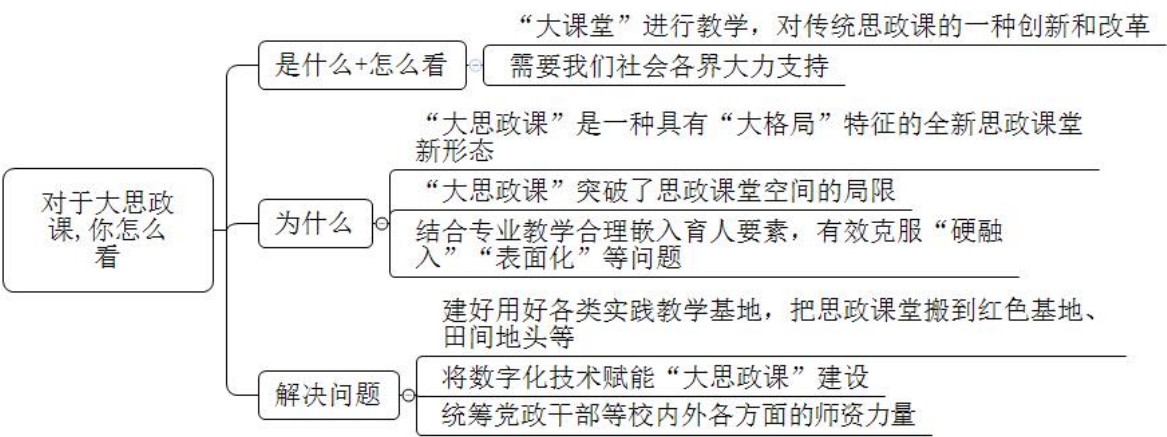 对于大思政
课,你怎么
看
是什么+怎么看
“大课堂”进行教学，对传统思政课的一种创新和改革
需要我们社会各界大力支持
为什么
“大思政课”是一种具有“大格局”特征的全新思政课堂
新形态
“大思政课”突破了思政课堂空间的局限
结合专业教学合理嵌入育人要素，有效克服“硬融
入”“表面化”等问题
解决问题
建好用好各类实践教学基地，把思政课堂搬到红色基地、
田间地头等
将数字化技术赋能“大思政课”建设
统筹党政干部等校内外各方面的师资力量